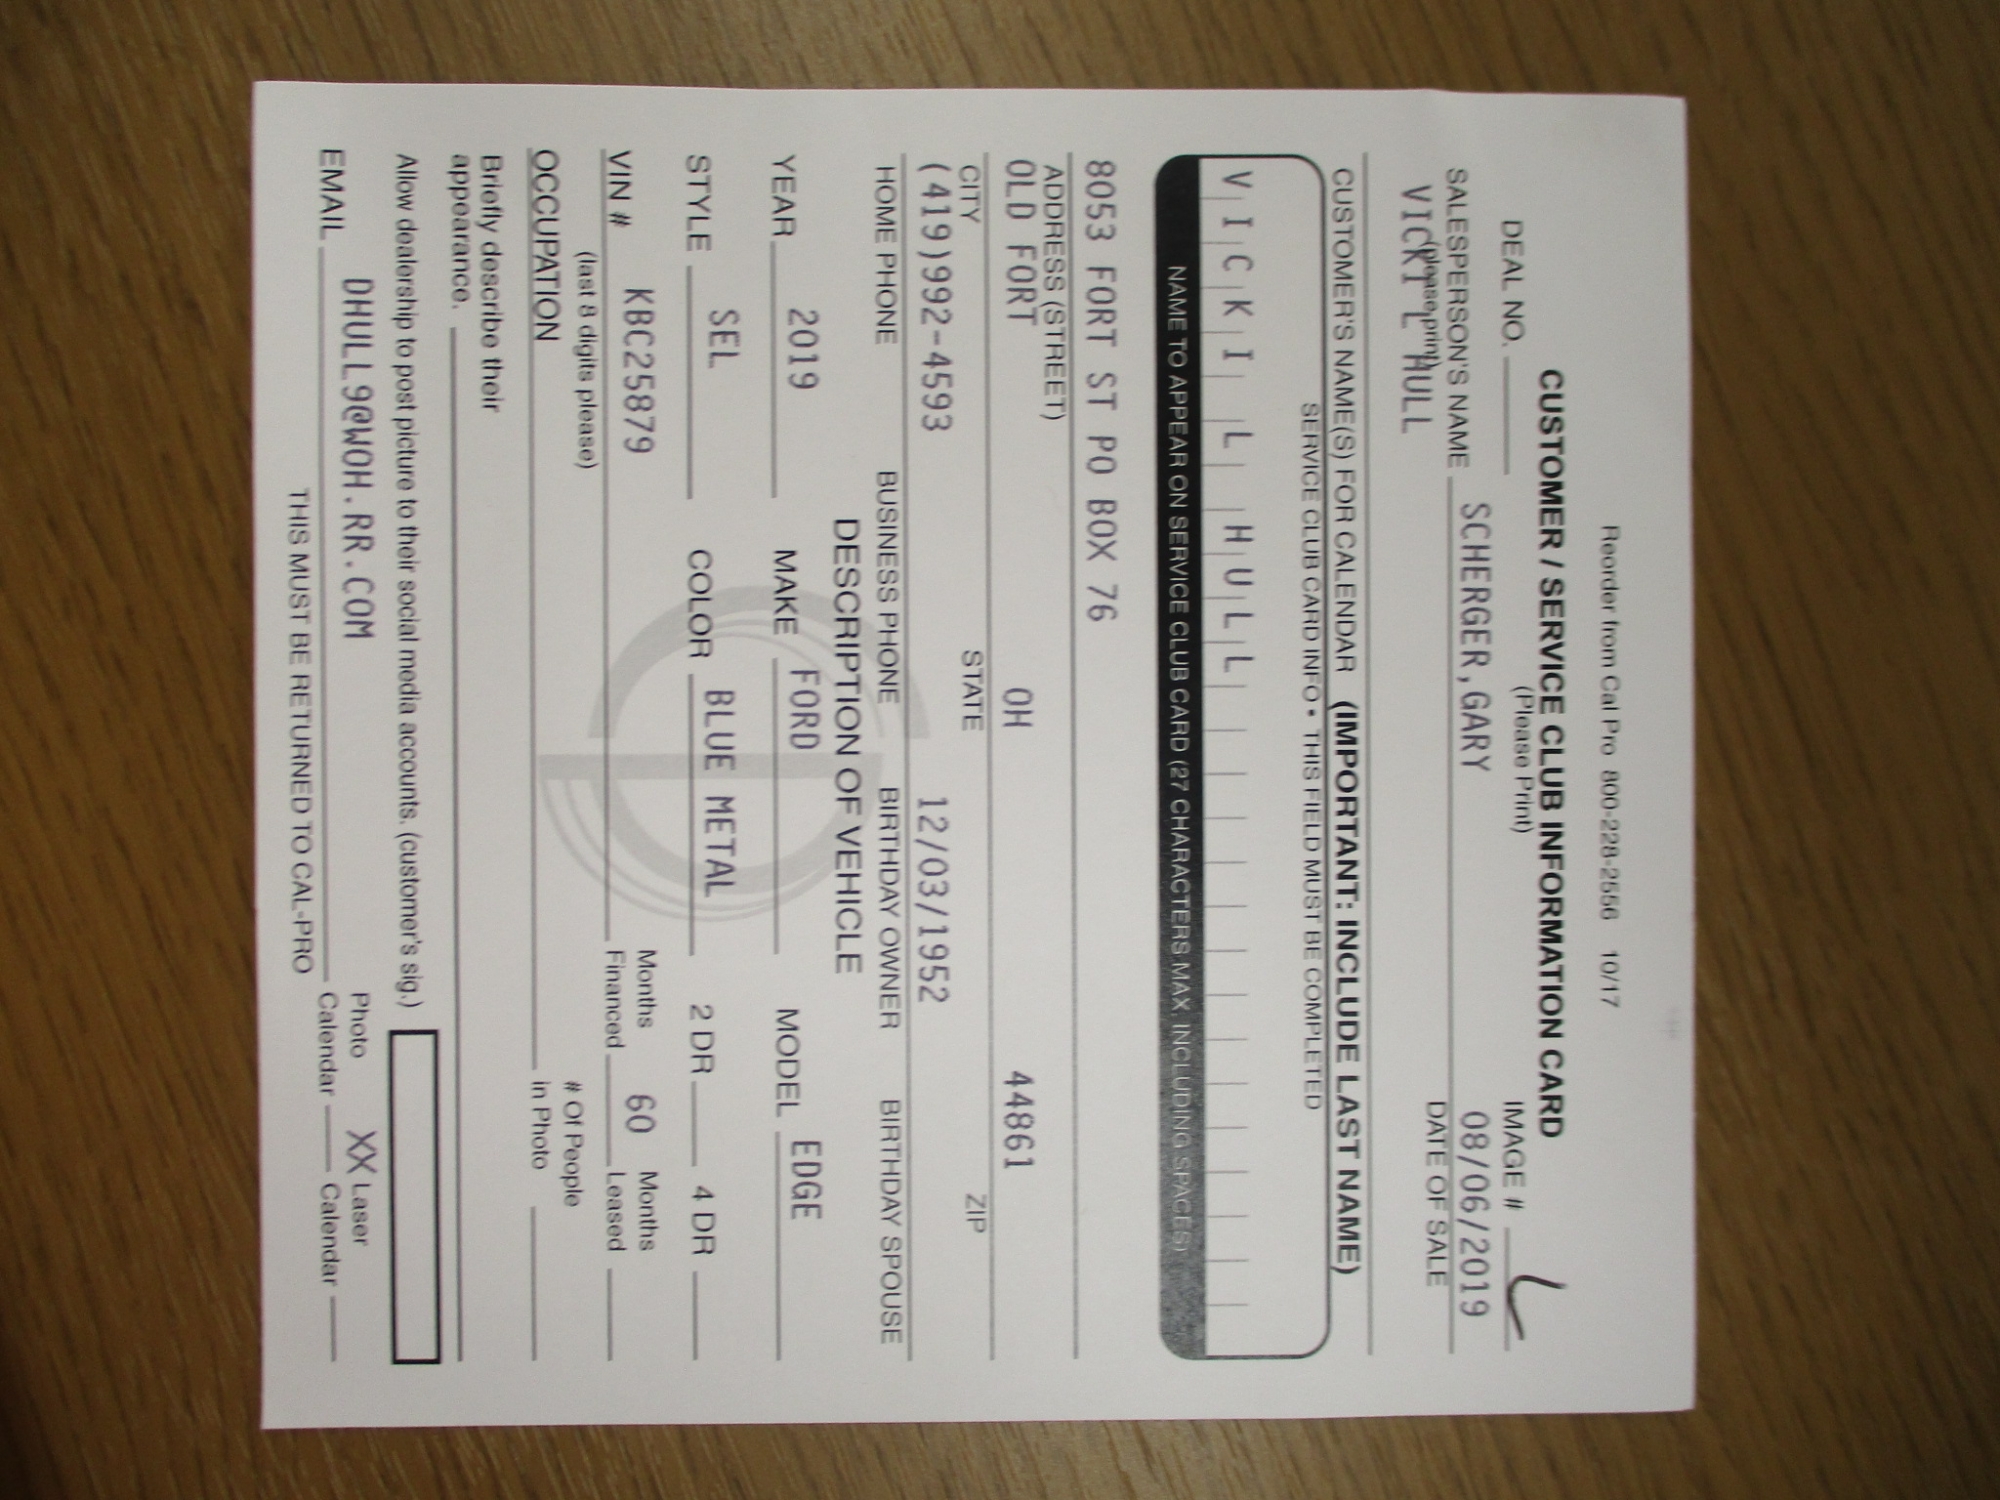 Reorder from Cal Pro 800-228-2556 10/17
CUSTOMER / SERVICE CLUB INFORMATION CARD
(Please Print)
DEAL NO. IMAGE #
SALESPERSON'S NAME SCHERGER,GARY 08/06/2019
(please print) DATE OF SALE
VICKI L HULL
CUSTOMER'S NAME(S) FOR CALENDAR (IMPORTANT: INCLUDE LAST NAME)
SERVICE CLUB CARD INFO • THIS FIELD MUST BE COMPLETED
VICKI L HULL
NAME TO APPEAR ON SERVICE CLUB CARD (27 CHARACTERS MAX, INCLUDING SPACES)
8053 FORT ST PO BOX 76
ADDRESS (STREET)
OLD FORT OH 44861
CITY STATE ZIP
(419)992-4593 12/03/1952
HOME PHONE BUSINESS PHONE BIRTHDAY OWNER BIRTHDAY SPOUSE
DESCRIPTION OF VEHICLE
YEAR 2019 MAKE FORD MODEL EDGE
STYLE SEL COLOR BLUE METAL 2 DR 4 DR
VIN # KBC25879 Months Financed 60 Months Leased
(last 8 digits please)
OCCUPATION # Of People in Photo
Briefly describe their
appearance.
Allow dealership to post picture to their social media accounts. (customer's sig.)
EMAIL DHULL9@WOH.RR.COM Photo Calendar XX Laser Calendar
THIS MUST BE RETURNED TO CAL-PRO